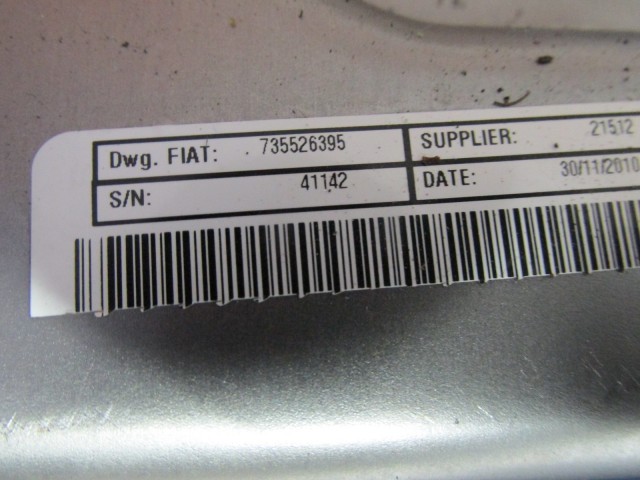 Dwg. FIAT: 735526395 SUPPLIER: 21512
S/N: 41142 DATE: 30/11/2010